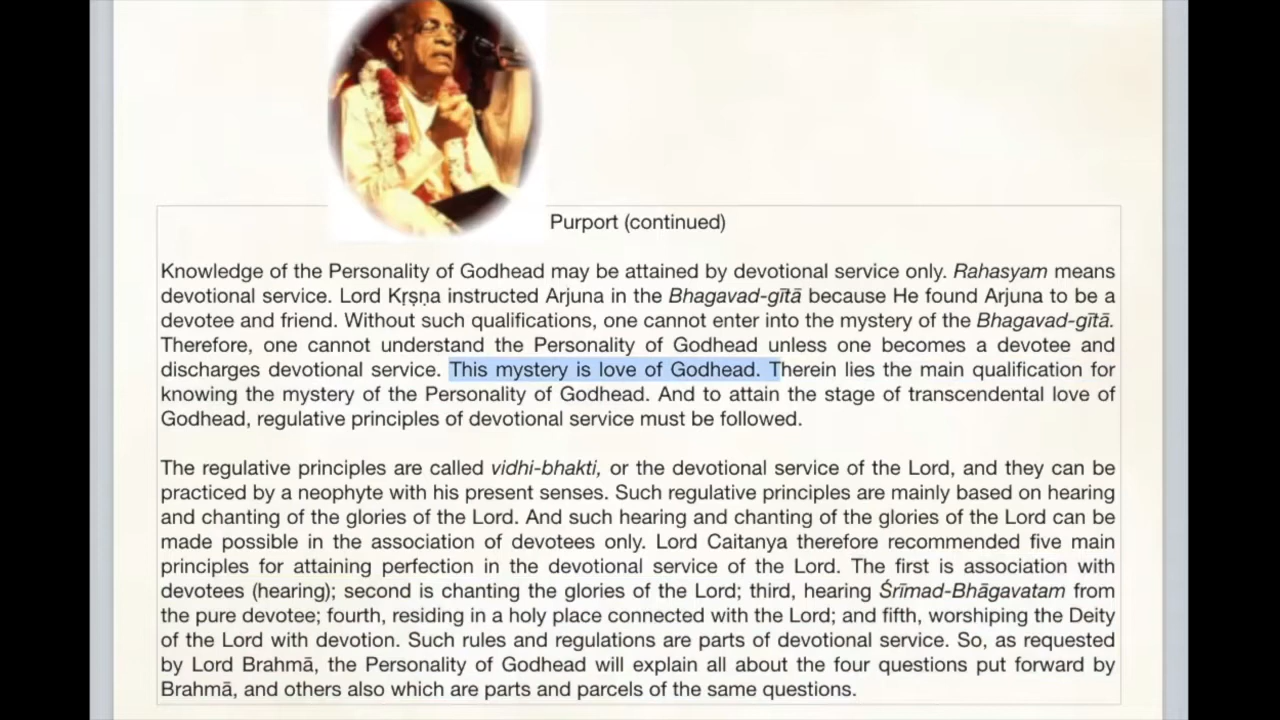 Purport (continued)
Knowledge of the Personality of Godhead may be attained by devotional service only. Rahasyam means
devotional service. Lord Kṛṣṇa instructed Arjuna in the Bhagavad-gītā because He found Arjuna to be a
devotee and friend. Without such qualifications, one cannot enter into the mystery of the Bhagavad-gītā.
Therefore, one cannot understand the Personality of Godhead unless one becomes a devotee and
discharges devotional service. This mystery is love of Godhead. Therein lies the main qualification for
knowing the mystery of the Personality of Godhead. And to attain the stage of transcendental love of
Godhead, regulative principles of devotional service must be followed.
The regulative principles are called vidhi-bhakti, or the devotional service of the Lord, and they can be
practiced by a neophyte with his present senses. Such regulative principles are mainly based on hearing
and chanting of the glories of the Lord. And such hearing and chanting of the glories of the Lord can be
made possible in the association of devotees only. Lord Caitanya therefore recommended five main
principles for attaining perfection in the devotional service of the Lord. The first is association with
devotees (hearing); second is chanting the glories of the Lord; third, hearing Śrīmad-Bhāgavatam from
the pure devotee; fourth, residing in a holy place connected with the Lord; and fifth, worshiping the Deity
of the Lord with devotion. Such rules and regulations are parts of devotional service. So, as requested
by Lord Brahmā, the Personality of Godhead will explain all about the four questions put forward by
Brahmā, and others also which are parts and parcels of the same questions.